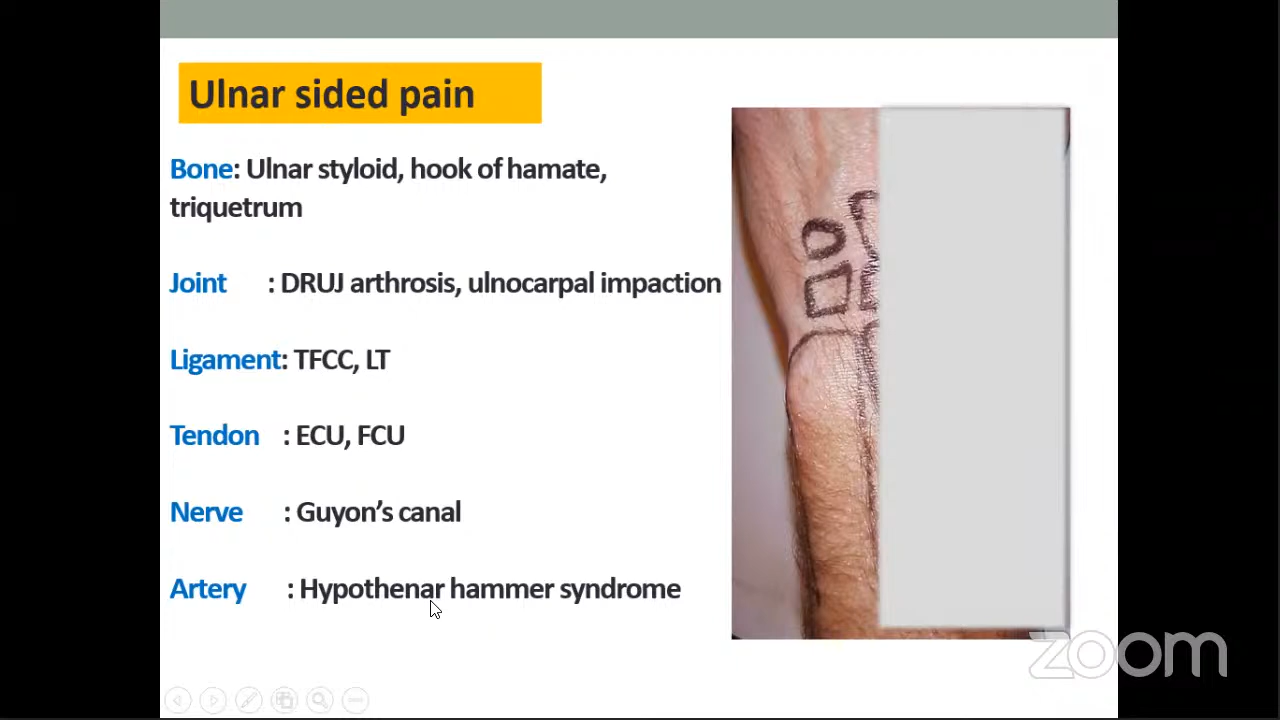 Ulnar sided pain
Bone: Ulnar styloid, hook of hamate,
triquetrum
Joint : DRUJ arthrosis, ulnocarpal impaction
Ligament: TFCC, LT
Tendon : ECU, FCU
Nerve : Guyon's canal
Artery : Hypothenar hammer syndrome
zoom